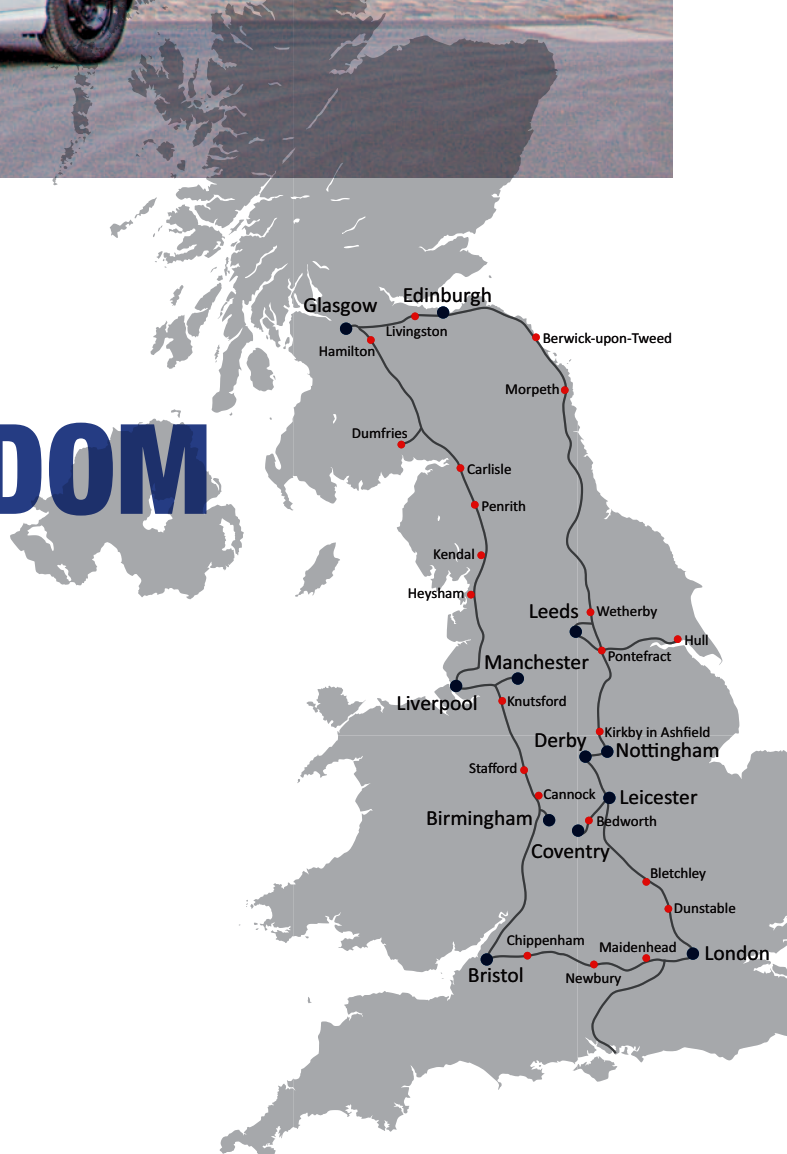 Edinburgh
Glasgow
Livingston
Berwick-upon-Tweed
Hamilton
Morpeth
DOM
Dumfries
Carlisle
Penrith
Kendal
Heysham
Leeds
Wetherby
Hull
Pontefract
Manchester
Liverpool
Knutsford
Kirkby in Ashfield
Derby
Nottingham
Stafford
Cannock
Leicester
Birmingham
Bedworth
Coventry
Bletchley
Dunstable
Chippenham
Maidenhead
London
Bristol
Newbury